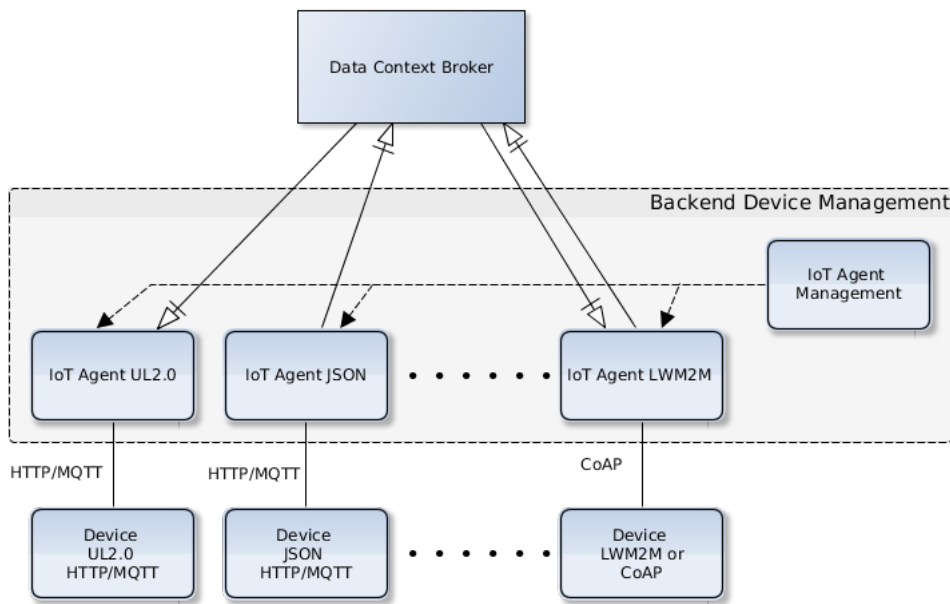 Data Context Broker
Backend Device Management
IoT Agent
Management
IoT Agent UL2.0
IoT Agent JSON
IoT Agent LWM2M
HTTP/MQTT
HTTP/MQTT
CoAP
Device
UL2.0
HTTP/MQTT
Device
JSON
HTTP/MQTT
Device
LWM2M or
CoAP